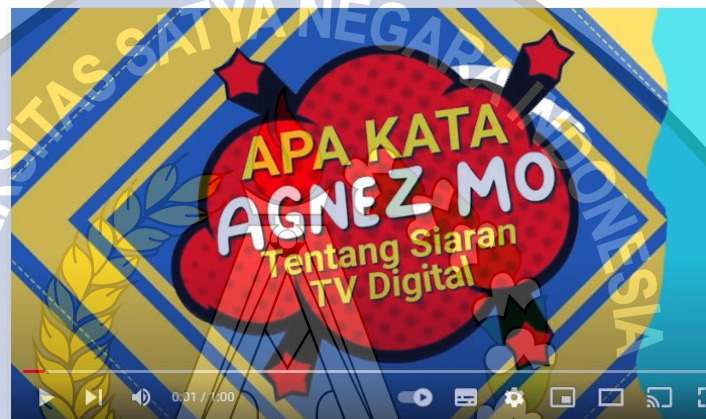 UNIVERSITAS SATYA NEGARA INDONESIA
APA KATA
AGNEZ MO
Tentang Siaran
TV Digital
0:01 / 1:00